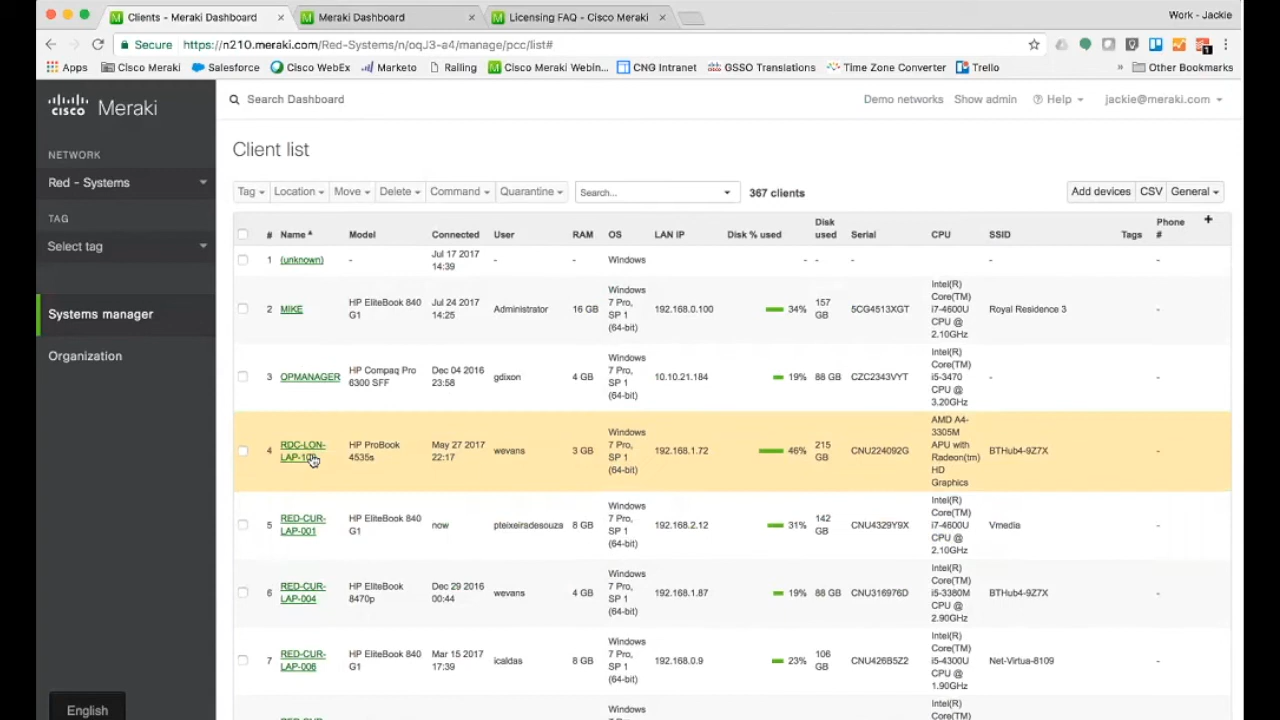 Clients - Meraki Dashboard
Meraki Dashboard
Licensing FAQ - Cisco Meraki
Work - Jackie
Secure https://n210.meraki.com/Red-Systems/n/oqJ3-a4/manage/pcc/list#
Apps Cisco Meraki Salesforce Cisco WebEx Marketo Railing Cisco Meraki Webin... CNG Intranet GSSO Translations Time Zone Converter Trello » Other Bookmarks
CISCO Meraki
Search Dashboard
Demo networks Show admin Help jackie@meraki.com
NETWORK
Red - Systems
TAG
Select tag
Systems manager
Organization
English
Client list
Tag Location Move Delete Command Quarantine Search... 367 clients Add devices CSV General
# Name Model Connected User RAM OS LAN IP Disk % used Disk used Serial CPU SSID Tags Phone # +
1 (unknown) - Jul 17 2017 14:39 - - Windows - - - -
2 MIKE HP EliteBook 840 G1 Jul 24 2017 14:25 Administrator 16 GB Windows 7 Pro, SP 1 (64-bit) 192.168.0.100 34% 157 GB 5CG4513XGT Intel(R) Core(TM) i7-4600U CPU @ 2.10GHz Royal Residence 3 -
3 OPMANAGER HP Compaq Pro 6300 SFF Dec 04 2016 23:58 gdixon 4 GB Windows 7 Pro, SP 1 (64-bit) 10.10.21.184 19% 88 GB CZC2343VYT Intel(R) Core(TM) i5-3470 CPU @ 3.20GHz - -
4 RDC-LON-LAP- HP ProBook 4535s May 27 2017 22:17 wevans 3 GB Windows 7 Pro, SP 1 (64-bit) 192.168.1.72 46% 215 GB CNU224092G AMD A4-3305M APU with Radeon(tm) HD Graphics BTHub4-9Z7X -
5 RED-CUR-LAP-001 HP EliteBook 840 G1 now pteixeiradesouza 8 GB Windows 7 Pro, SP 1 (64-bit) 192.168.2.12 31% 142 GB CNU4329Y9X Intel(R) Core(TM) i7-4600U CPU @ 2.10GHz Vmedia -
6 RED-CUR-LAP-004 HP EliteBook 8470p Dec 29 2016 00:44 wevans 4 GB Windows 7 Pro, SP 1 (64-bit) 192.168.1.87 19% 88 GB CNU316976D Intel(R) Core(TM) i5-3380M CPU @ 2.90GHz BTHub4-9Z7X -
7 RED-CUR-LAP-006 HP EliteBook 840 G1 Mar 15 2017 17:39 icaldas 8 GB Windows 7 Pro, SP 1 (64-bit) 192.168.0.9 23% 106 GB CNU426B5Z2 Intel(R) Core(TM) i5-4300U CPU @ 1.90GHz Net-Virtua-8109 -
Windows Intel(R) Core(TM)